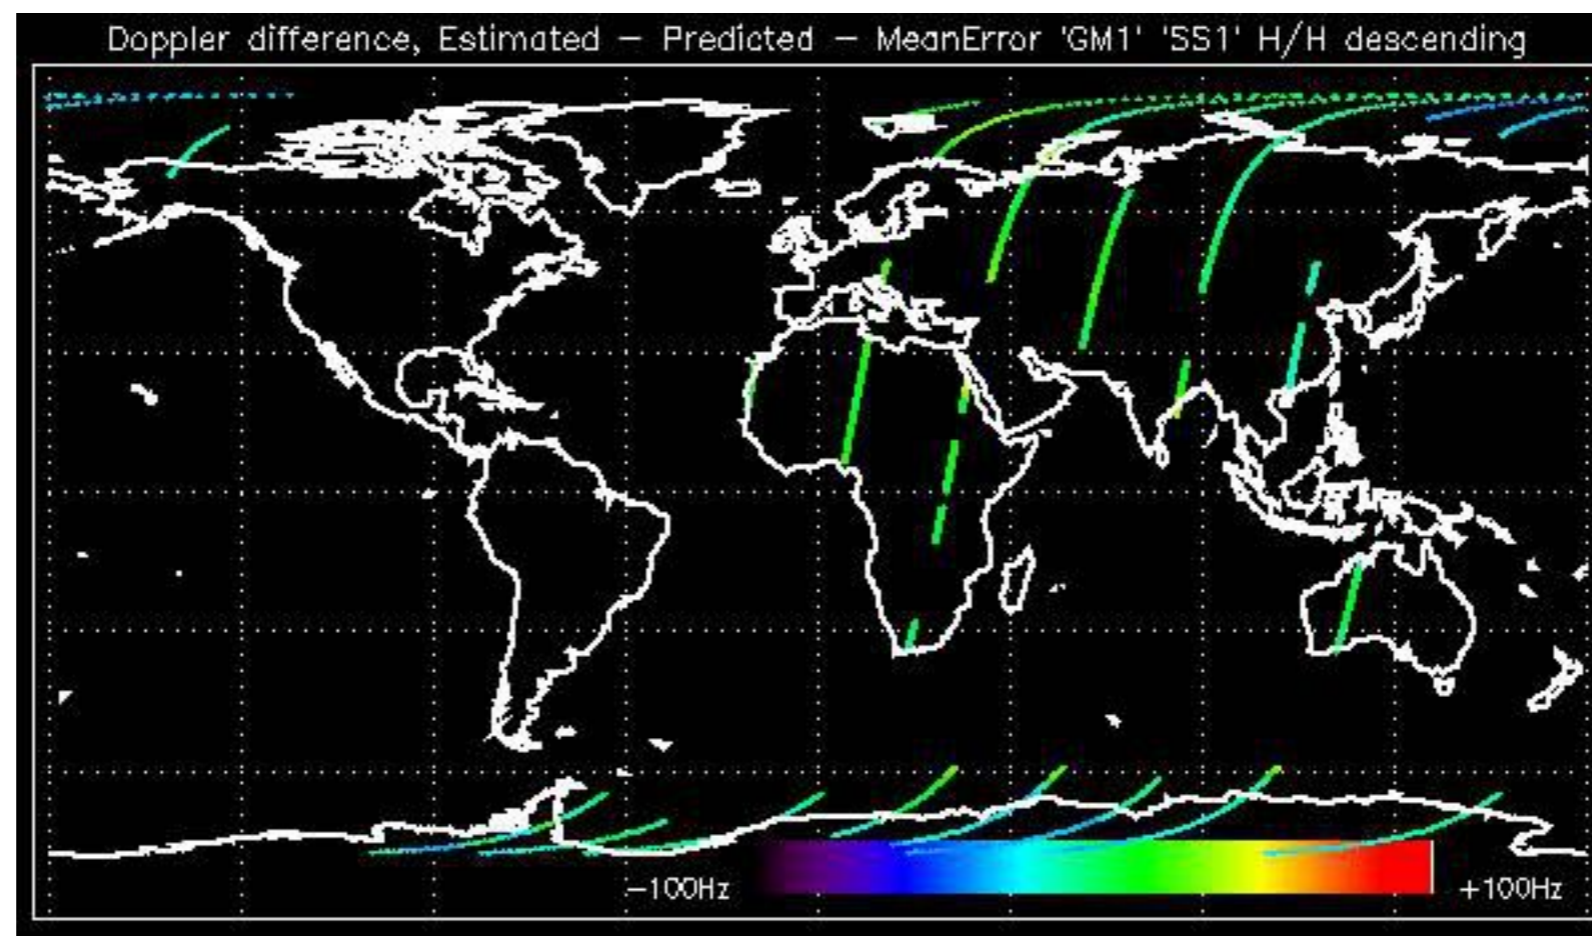 Doppler difference, Estimated – Predicted – MeanError 'GM1' 'SS1' H/H descending
–100Hz
+100Hz